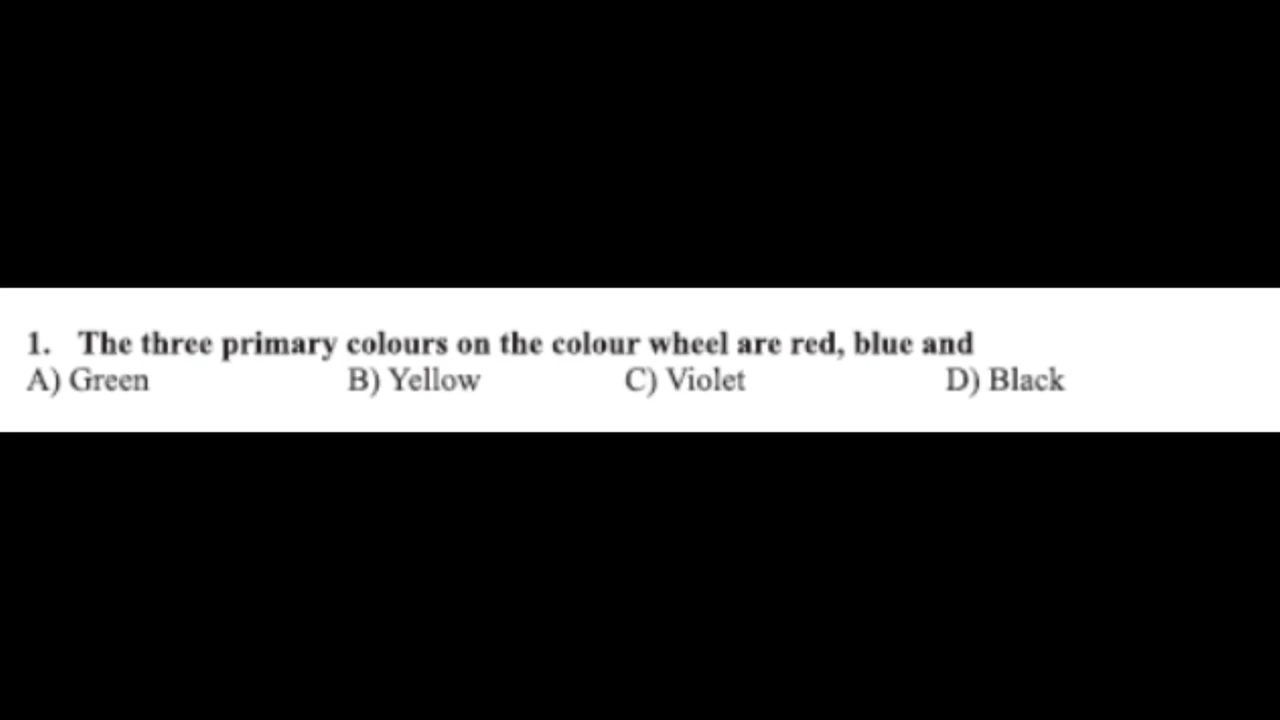 1. The three primary colours on the colour wheel are red, blue and
A) Green B) Yellow C) Violet D) Black